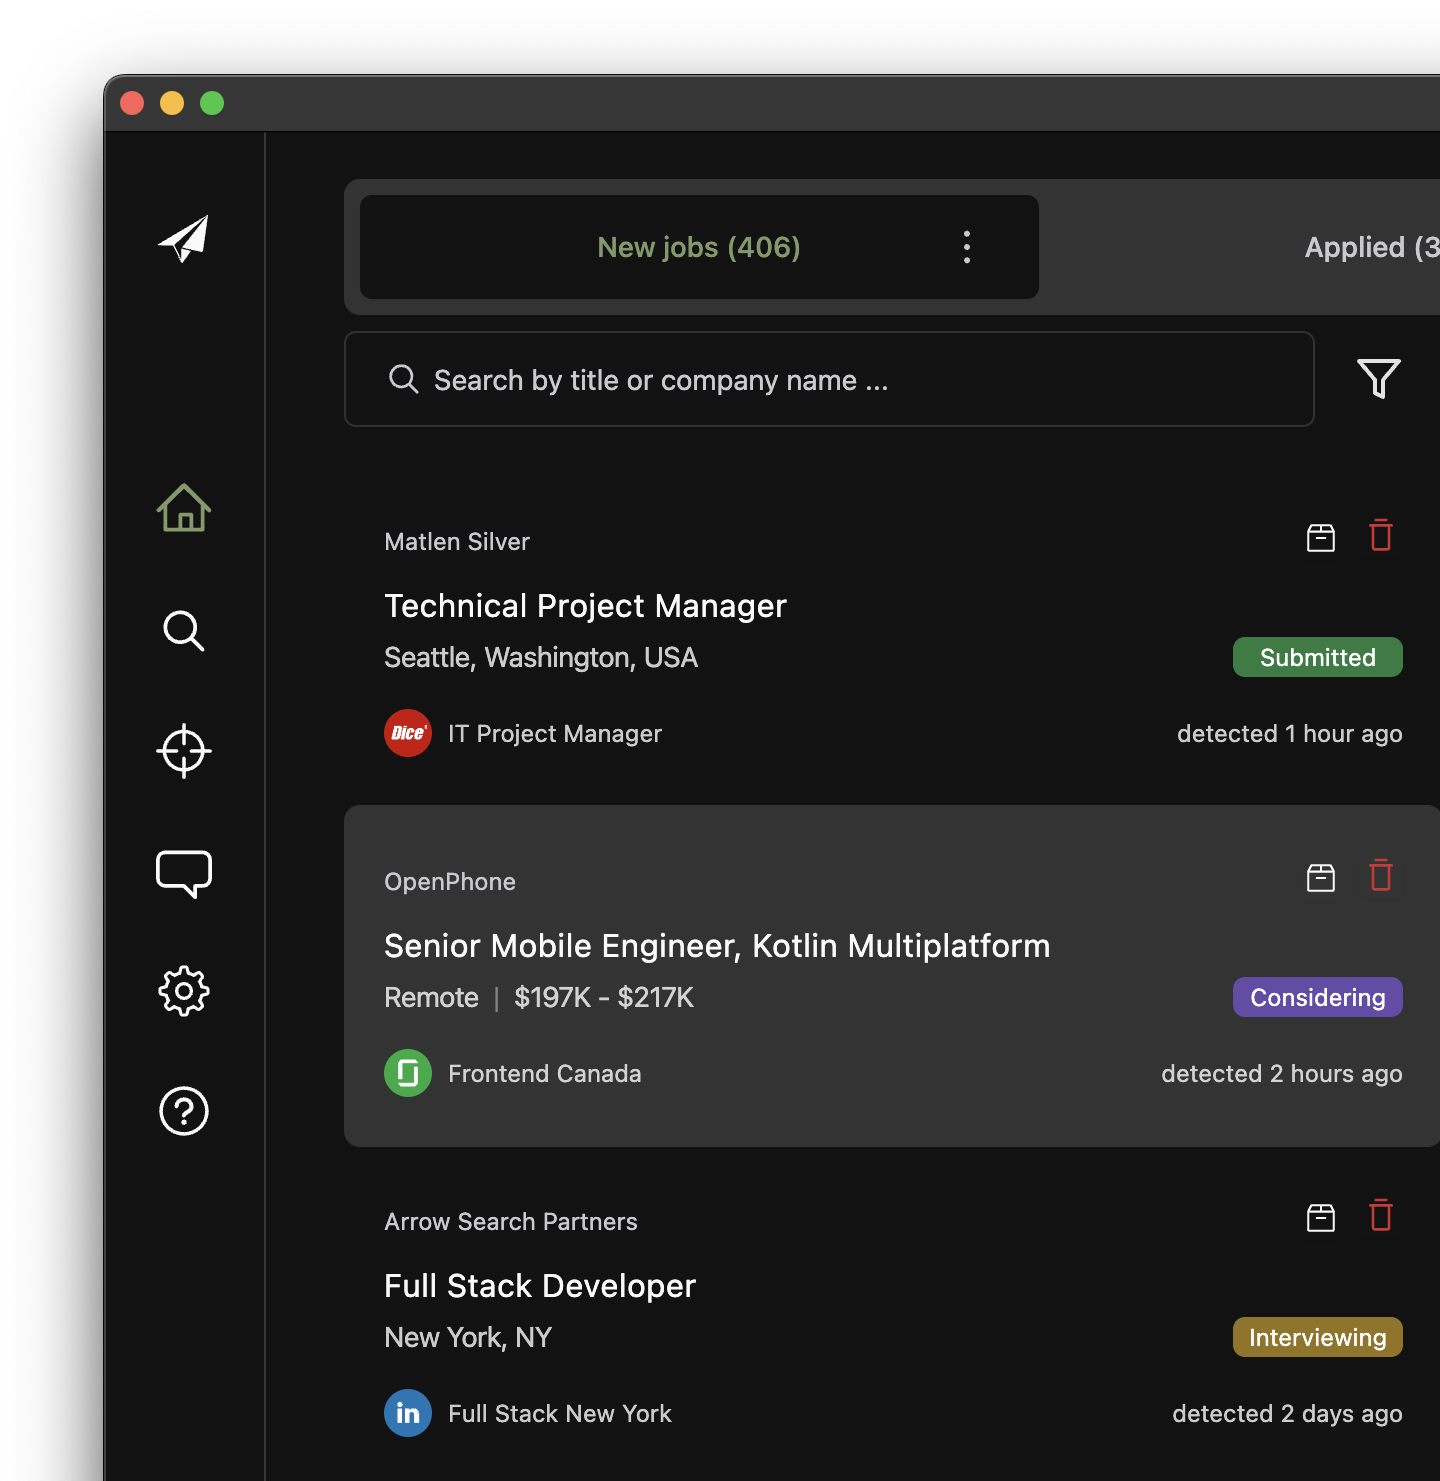 New jobs (406)
Applied (3
Search by title or company name ...
Matlen Silver
Technical Project Manager
Seattle, Washington, USA
Submitted
Dice
IT Project Manager
detected 1 hour ago
OpenPhone
Senior Mobile Engineer, Kotlin Multiplatform
Remote | $197K - $217K
Considering
Frontend Canada
detected 2 hours ago
Arrow Search Partners
Full Stack Developer
New York, NY
Interviewing
in
Full Stack New York
detected 2 days ago